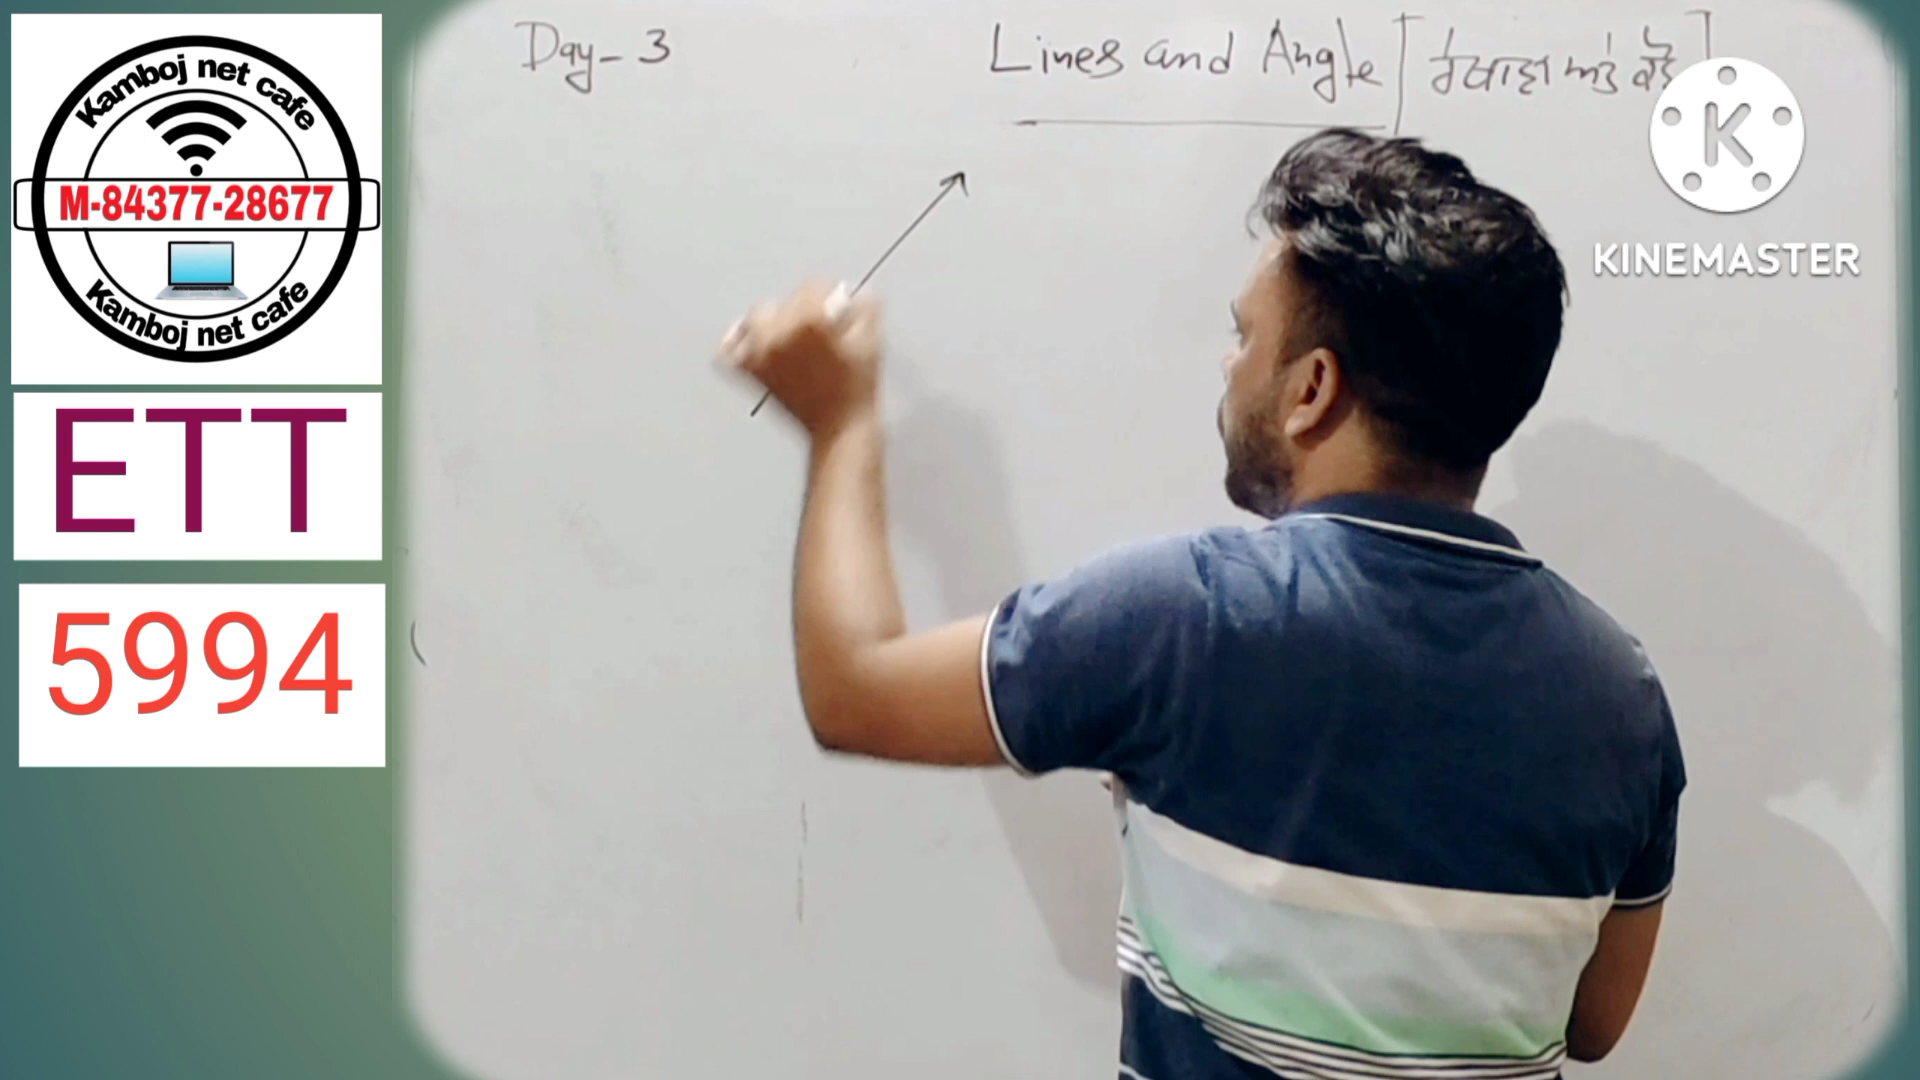 Kamboj net cafe
M-84377-28677
Kamboj net cafe
ETT
5994
Day-3
Lines and Angle [ਰੇਖਾਵਾਂ ਅਤੇ ਕੋਣ]
K
KINEMASTER